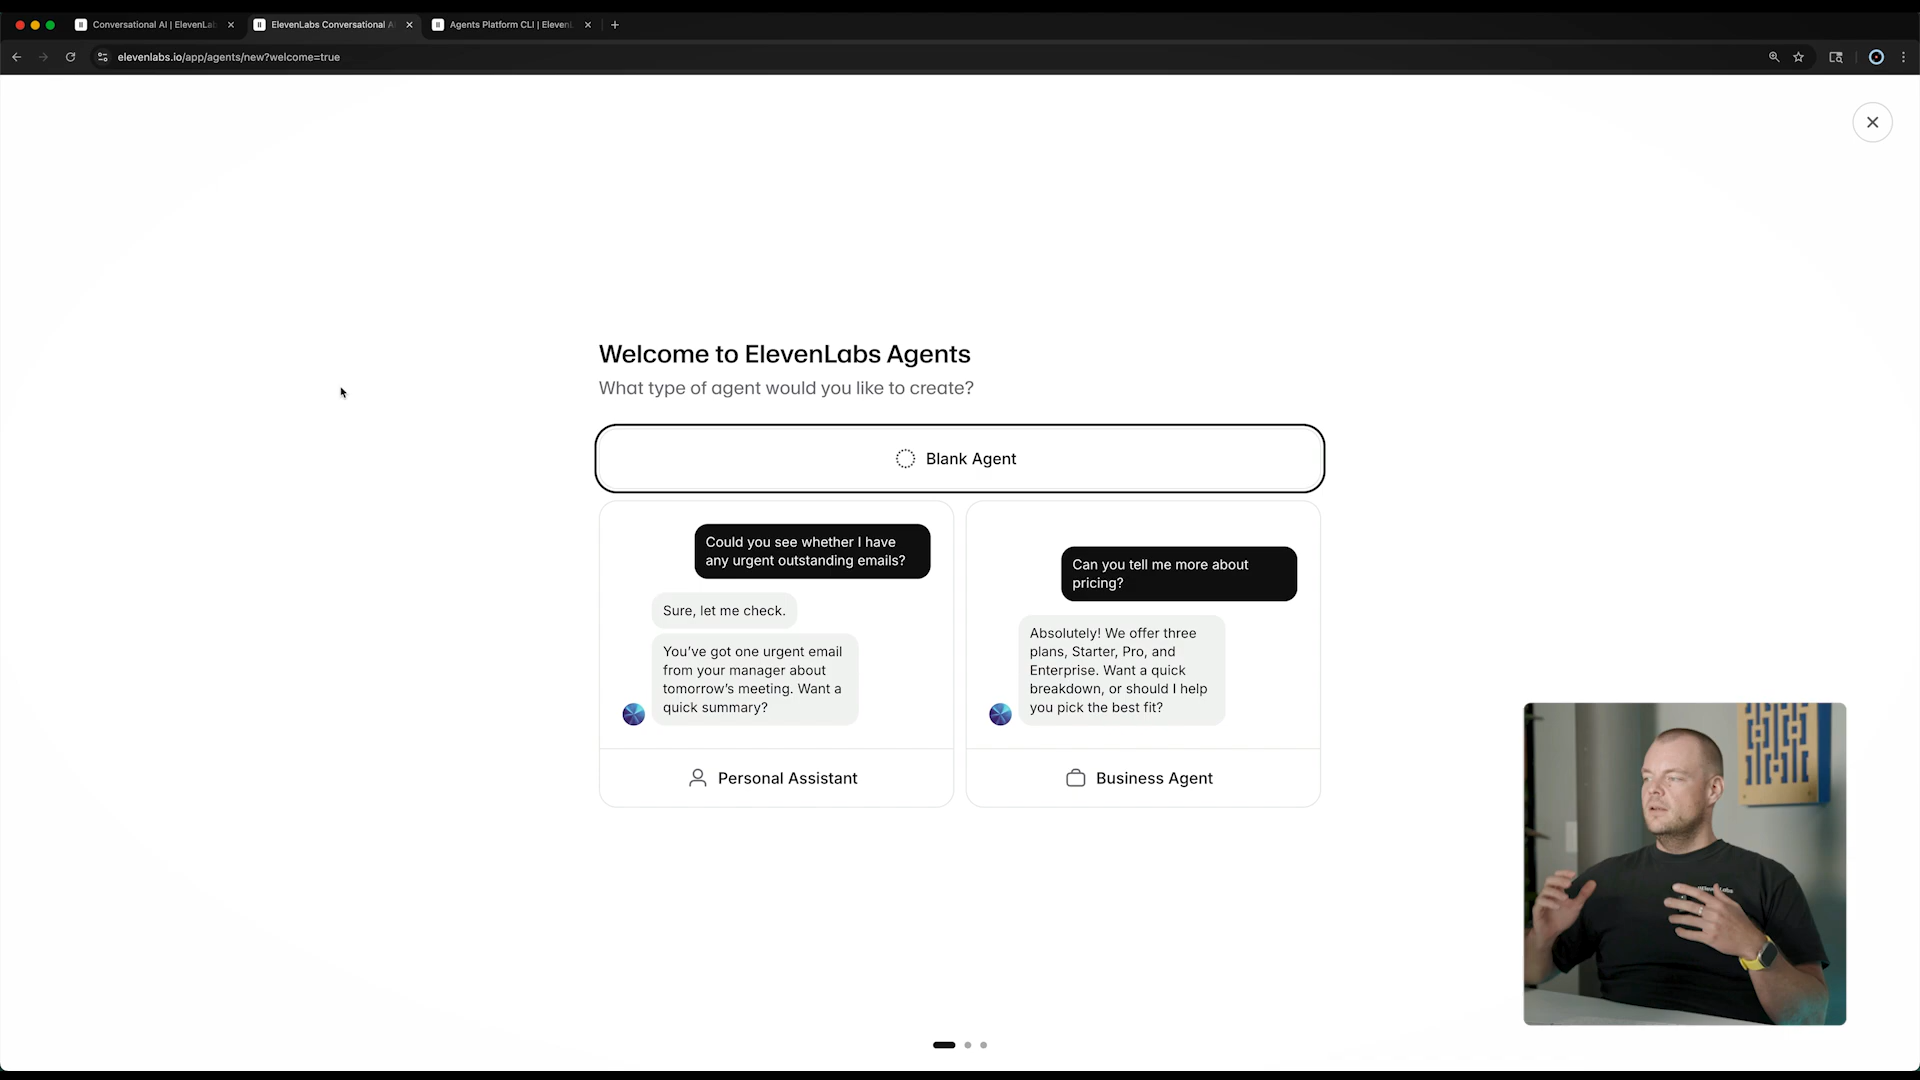 Conversational AI | ElevenLab
ElevenLabs Conversational A
Agents Platform CLI | Eleven
elevenlabs.io/app/agents/new?welcome=true
Welcome to ElevenLabs Agents
What type of agent would you like to create?
Blank Agent
Could you see whether I have
any urgent outstanding emails?
Sure, let me check.
You've got one urgent email
from your manager about
tomorrow's meeting. Want a
quick summary?
Personal Assistant
Can you tell me more about
pricing?
Absolutely! We offer three
plans, Starter, Pro, and
Enterprise. Want a quick
breakdown, or should I help
you pick the best fit?
Business Agent